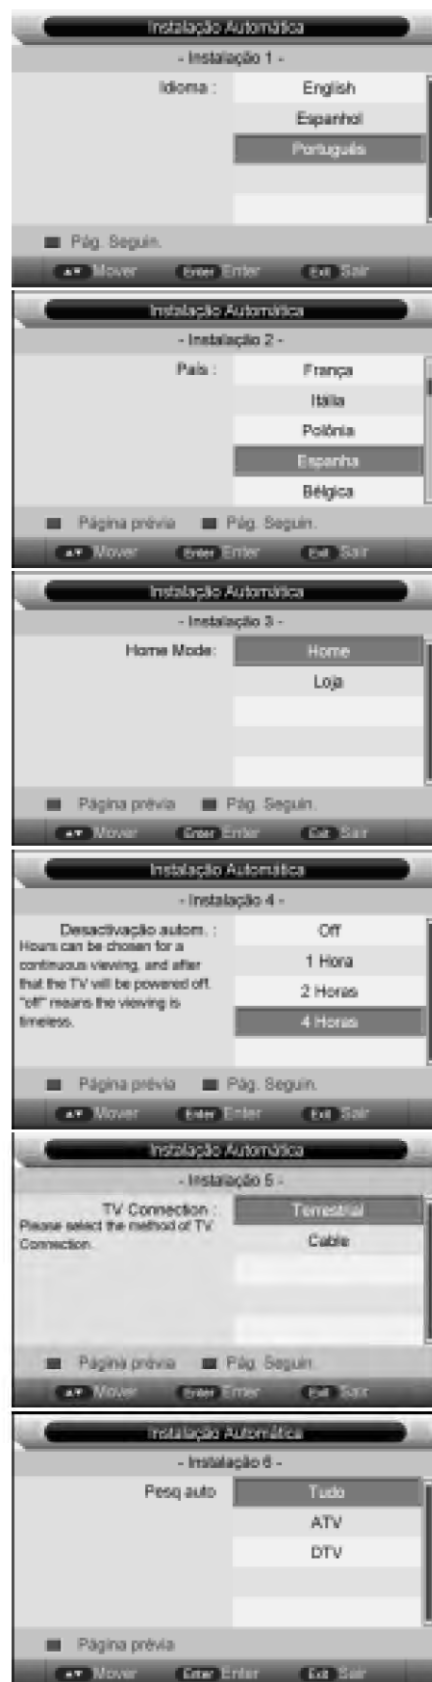 Instalação Automática
- Instalação 1 -
Idioma : English
Espanhol
Português
Pág. Seguin.
Mover Enter Enter Exit Sair
Instalação Automática
- Instalação 2 -
País : França
Itália
Polônia
Espanha
Bélgica
Página prévia Pág. Seguin.
Mover Enter Enter Exit Sair
Instalação Automática
- Instalação 3 -
Home Mode: Home
Loja
Página prévia Pág. Seguin.
Mover Enter Enter Exit Sair
Instalação Automática
- Instalação 4 -
Desactivação autom. : Off
Hours can be chosen for a
continuous viewing, and after 1 Hora
that the TV will be powered off. 2 Horas
"off" means the viewing is
timeless. 4 Horas
Página prévia Pág. Seguin.
Mover Enter Enter Exit Sair
Instalação Automática
- Instalação 5 -
TV Connection : Terrestrial
Please select the method of TV
Connection. Cable
Página prévia Pág. Seguin.
Mover Enter Enter Exit Sair
Instalação Automática
- Instalação 6 -
Pesq auto Tudo
ATV
DTV
Página prévia
Mover Enter Enter Exit Sair